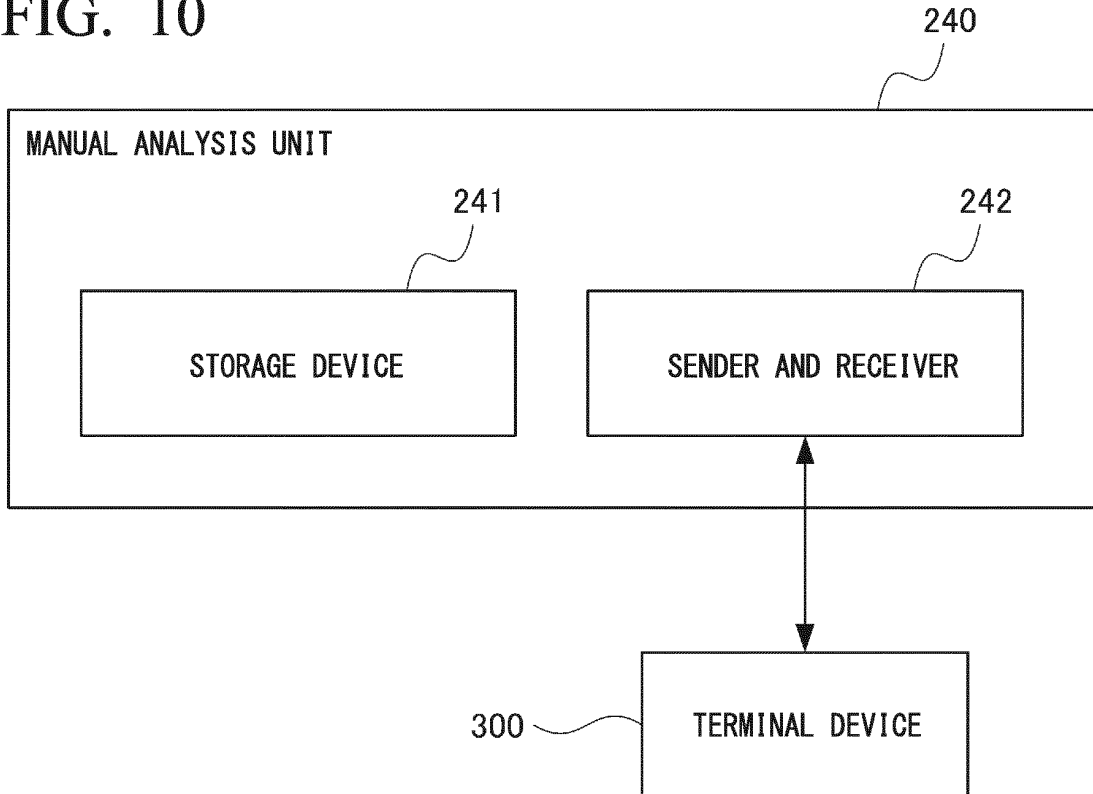 FIG. 10
240
MANUAL ANALYSIS UNIT
241
242
STORAGE DEVICE
SENDER AND RECEIVER
300
TERMINAL DEVICE